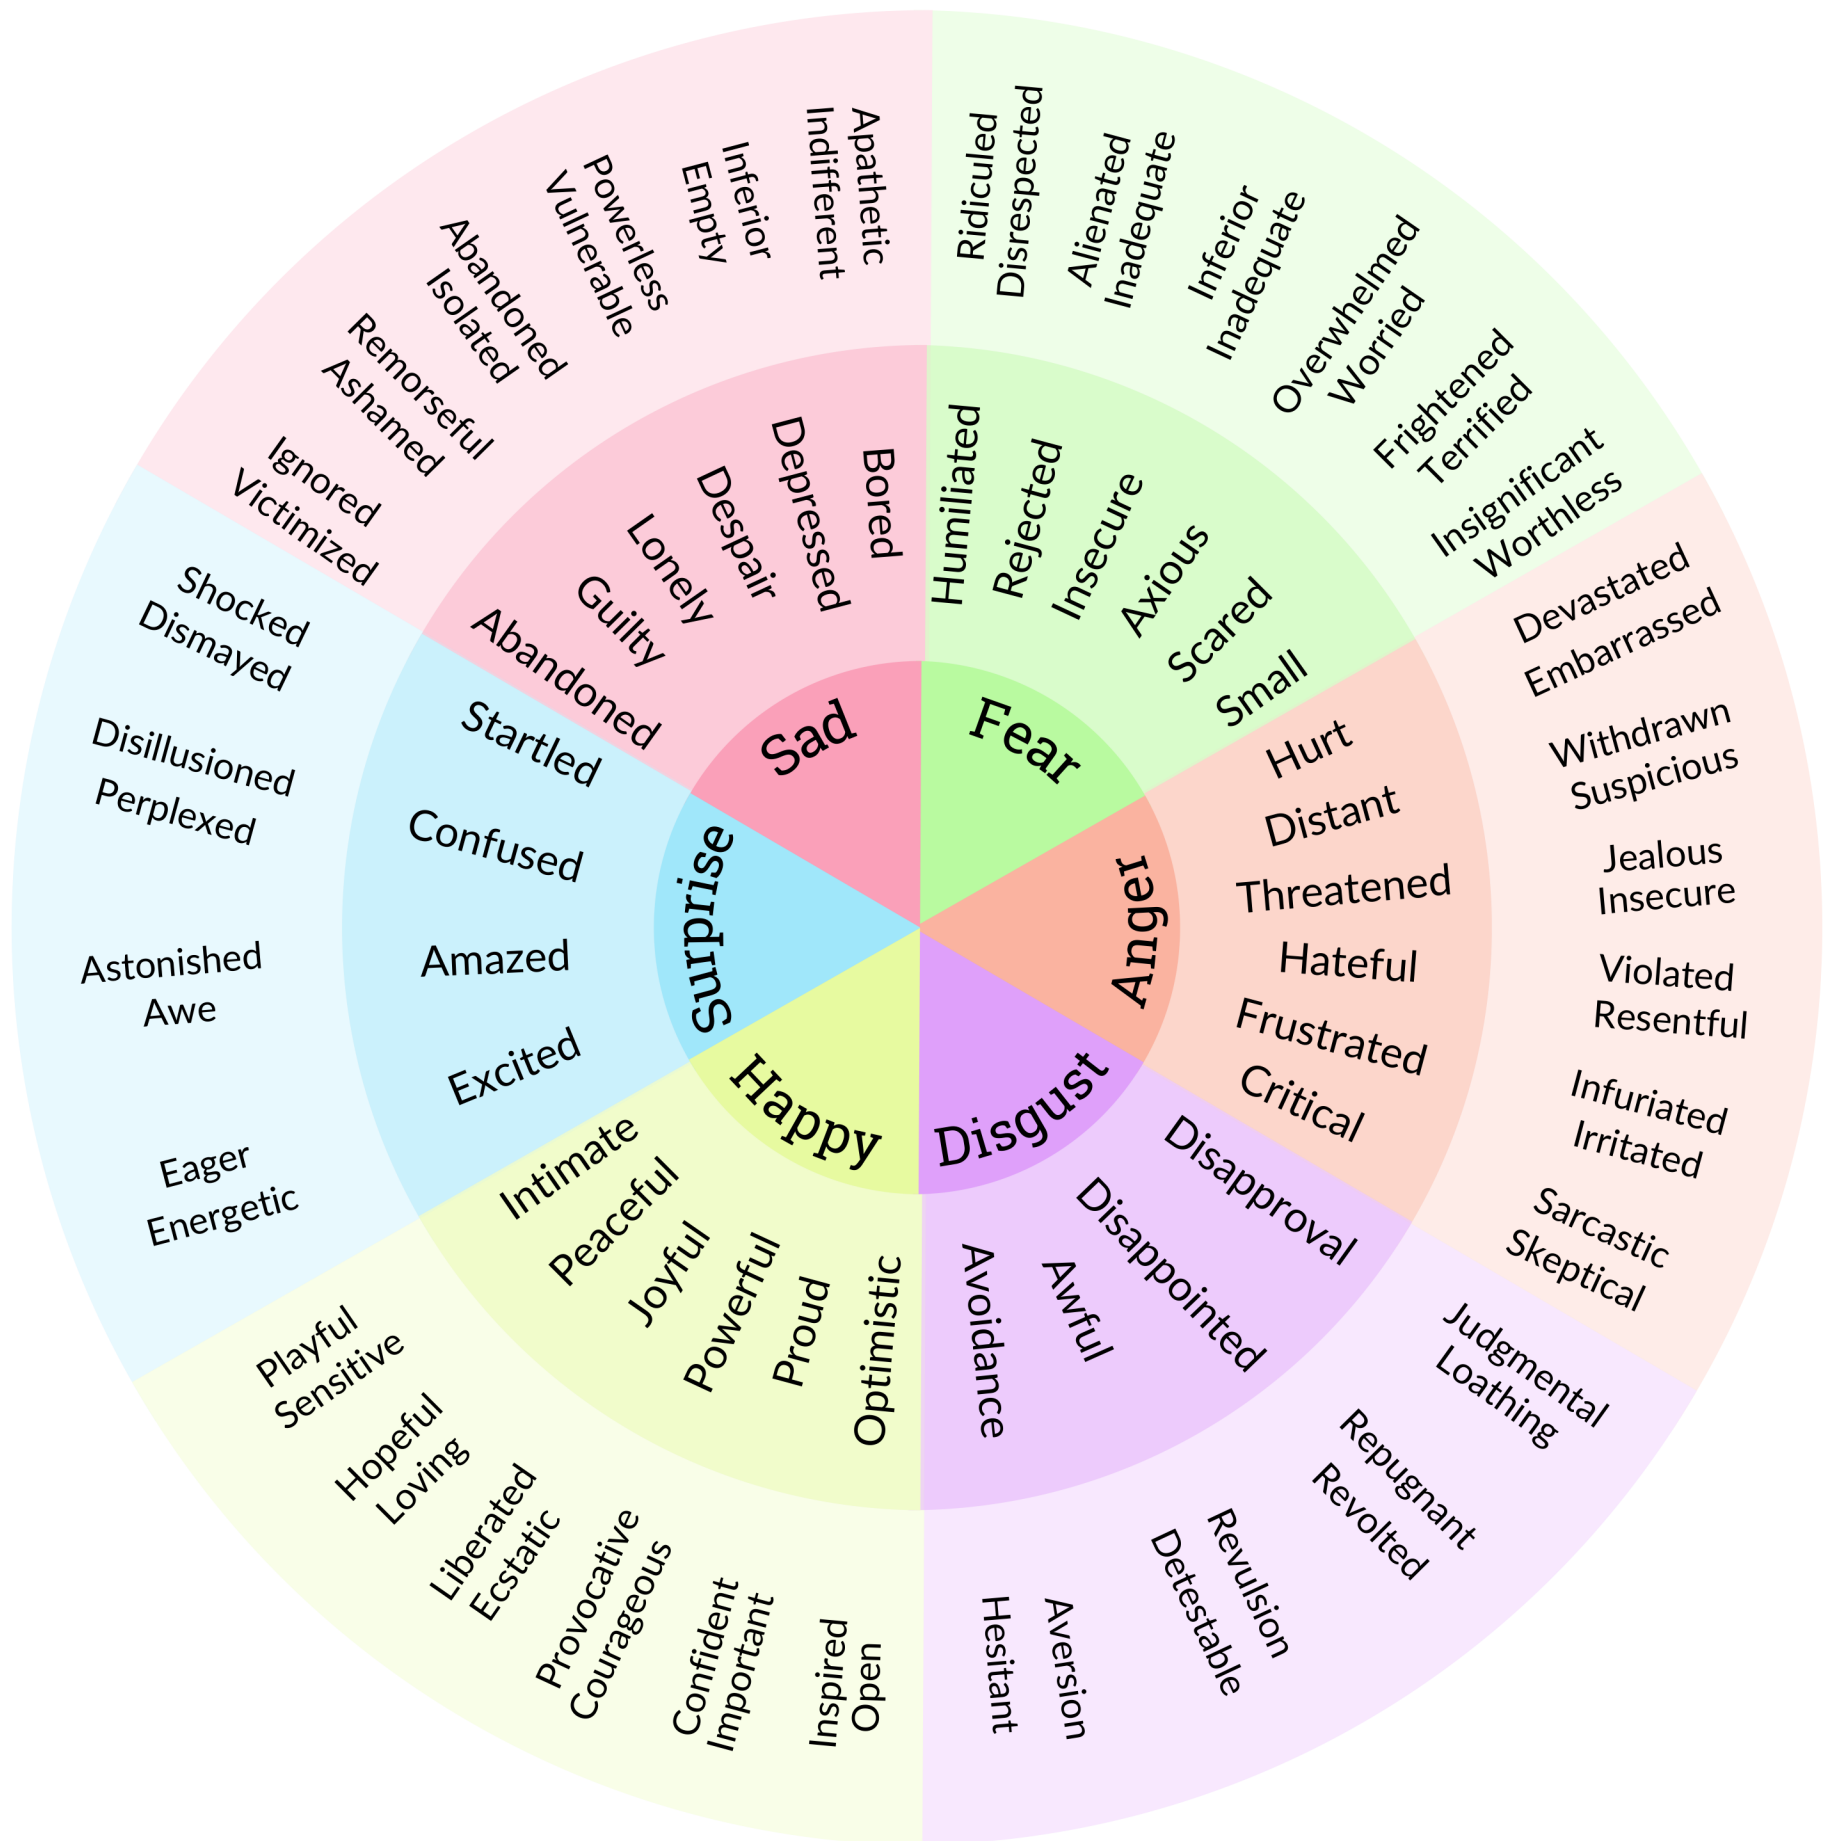 Sad
Fear
Anger
Disgust
Happy
Surprise
Humiliated
Rejected
Insecure
Axious
Scared
Small
Hurt
Distant
Threatened
Hateful
Frustrated
Critical
Disapproval
Disappointed
Awful
Avoidance
Optimistic
Proud
Powerful
Joyful
Peaceful
Intimate
Excited
Amazed
Confused
Startled
Abandoned
Guilty
Lonely
Despair
Depressed
Bored
Ridiculed
Disrespected
Alienated
Inadequate
Inferior
Inadequate
Overwhelmed
Worried
Frightened
Terrified
Insignificant
Worthless
Devastated
Embarrassed
Withdrawn
Suspicious
Jealous
Insecure
Violated
Resentful
Infuriated
Irritated
Sarcastic
Skeptical
Judgmental
Loathing
Repugnant
Revolted
Revulsion
Detestable
Aversion
Hesitant
Inspired
Open
Confident
Important
Provocative
Courageous
Liberated
Ecstatic
Hopeful
Loving
Playful
Sensitive
Eager
Energetic
Astonished
Awe
Disillusioned
Perplexed
Shocked
Dismayed
Ignored
Victimized
Remorseful
Ashamed
Abandoned
Isolated
Powerless
Vulnerable
Inferior
Empty
Apathetic
Indifferent